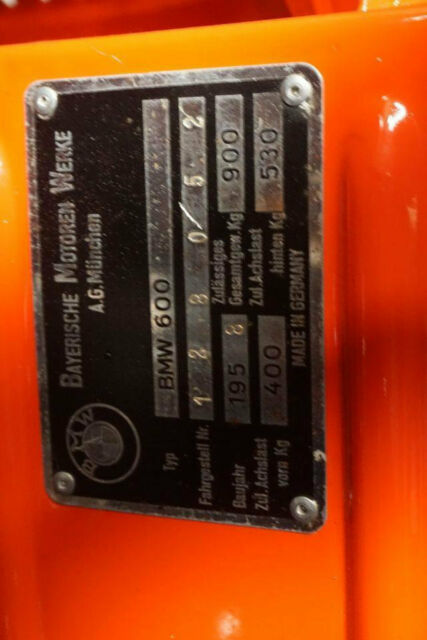 BMW
BAYERISCHE MOTOREN WERKE
A.G.München
Typ BMW 600
Fahrgestell Nr. 1 2 8 0/5 2
Baujahr 195 8 Zulässiges Gesamtgew.Kg 900
Zul.Achslast vorn Kg 400 Zul.Achslast hinten Kg 530
MADE IN GERMANY